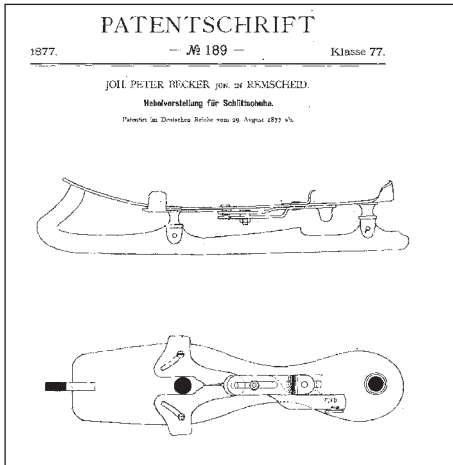 PATENTSCHRIFT
1877. — № 189 — Klasse 77.
JOH. PETER BECKER JUN. IN REMSCHEID.
Hebelverstellung für Schlittschuhe.
Patentirt im Deutschen Reiche vom 29. August 1877 ab.